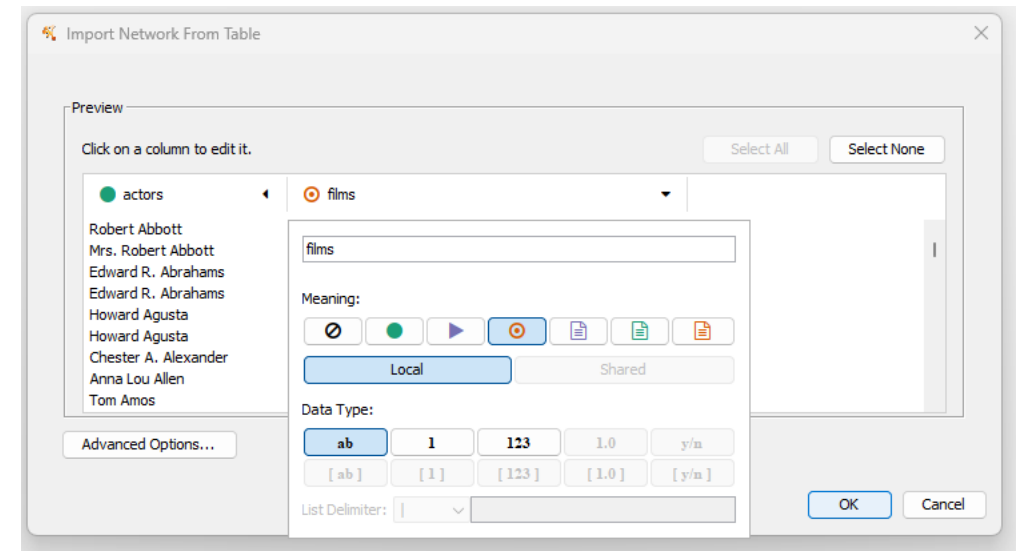 Import Network From Table
Preview
Click on a column to edit it.
Select All
Select None
actors
films
Robert Abbott
Mrs. Robert Abbott
Edward R. Abrahams
Edward R. Abrahams
Howard Agusta
Howard Agusta
Chester A. Alexander
Anna Lou Allen
Tom Amos
films
Meaning:
Local
Shared
Data Type:
ab
1
123
1.0
y/n
[ ab ]
[ 1 ]
[ 123 ]
[ 1.0 ]
[ y/n ]
List Delimiter:
|
Advanced Options...
OK
Cancel